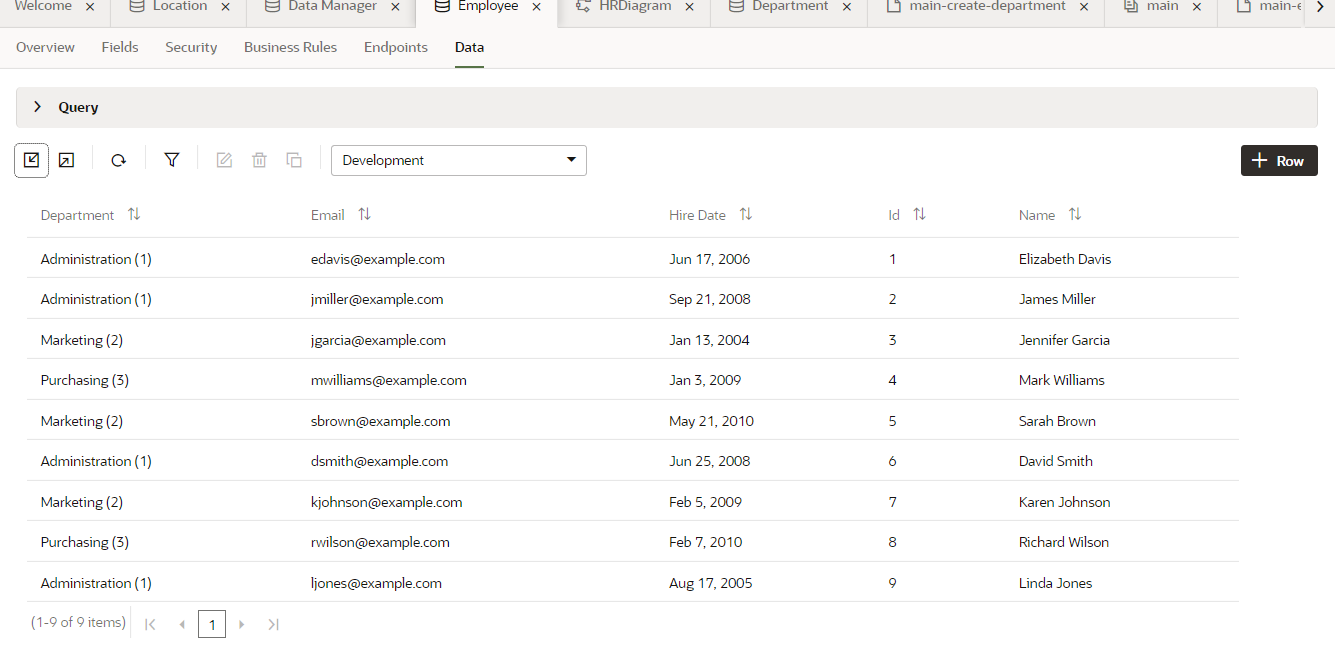 Welcome Location Data Manager Employee HRDiagram Department main-create-department main main-e
Overview Fields Security Business Rules Endpoints Data
Query
Development Row
Department Email Hire Date Id Name
Administration (1) edavis@example.com Jun 17, 2006 1 Elizabeth Davis
Administration (1) jmiller@example.com Sep 21, 2008 2 James Miller
Marketing (2) jgarcia@example.com Jan 13, 2004 3 Jennifer Garcia
Purchasing (3) mwilliams@example.com Jan 3, 2009 4 Mark Williams
Marketing (2) sbrown@example.com May 21, 2010 5 Sarah Brown
Administration (1) dsmith@example.com Jun 25, 2008 6 David Smith
Marketing (2) kjohnson@example.com Feb 5, 2009 7 Karen Johnson
Purchasing (3) rwilson@example.com Feb 7, 2010 8 Richard Wilson
Administration (1) ljones@example.com Aug 17, 2005 9 Linda Jones
(1-9 of 9 items) 1